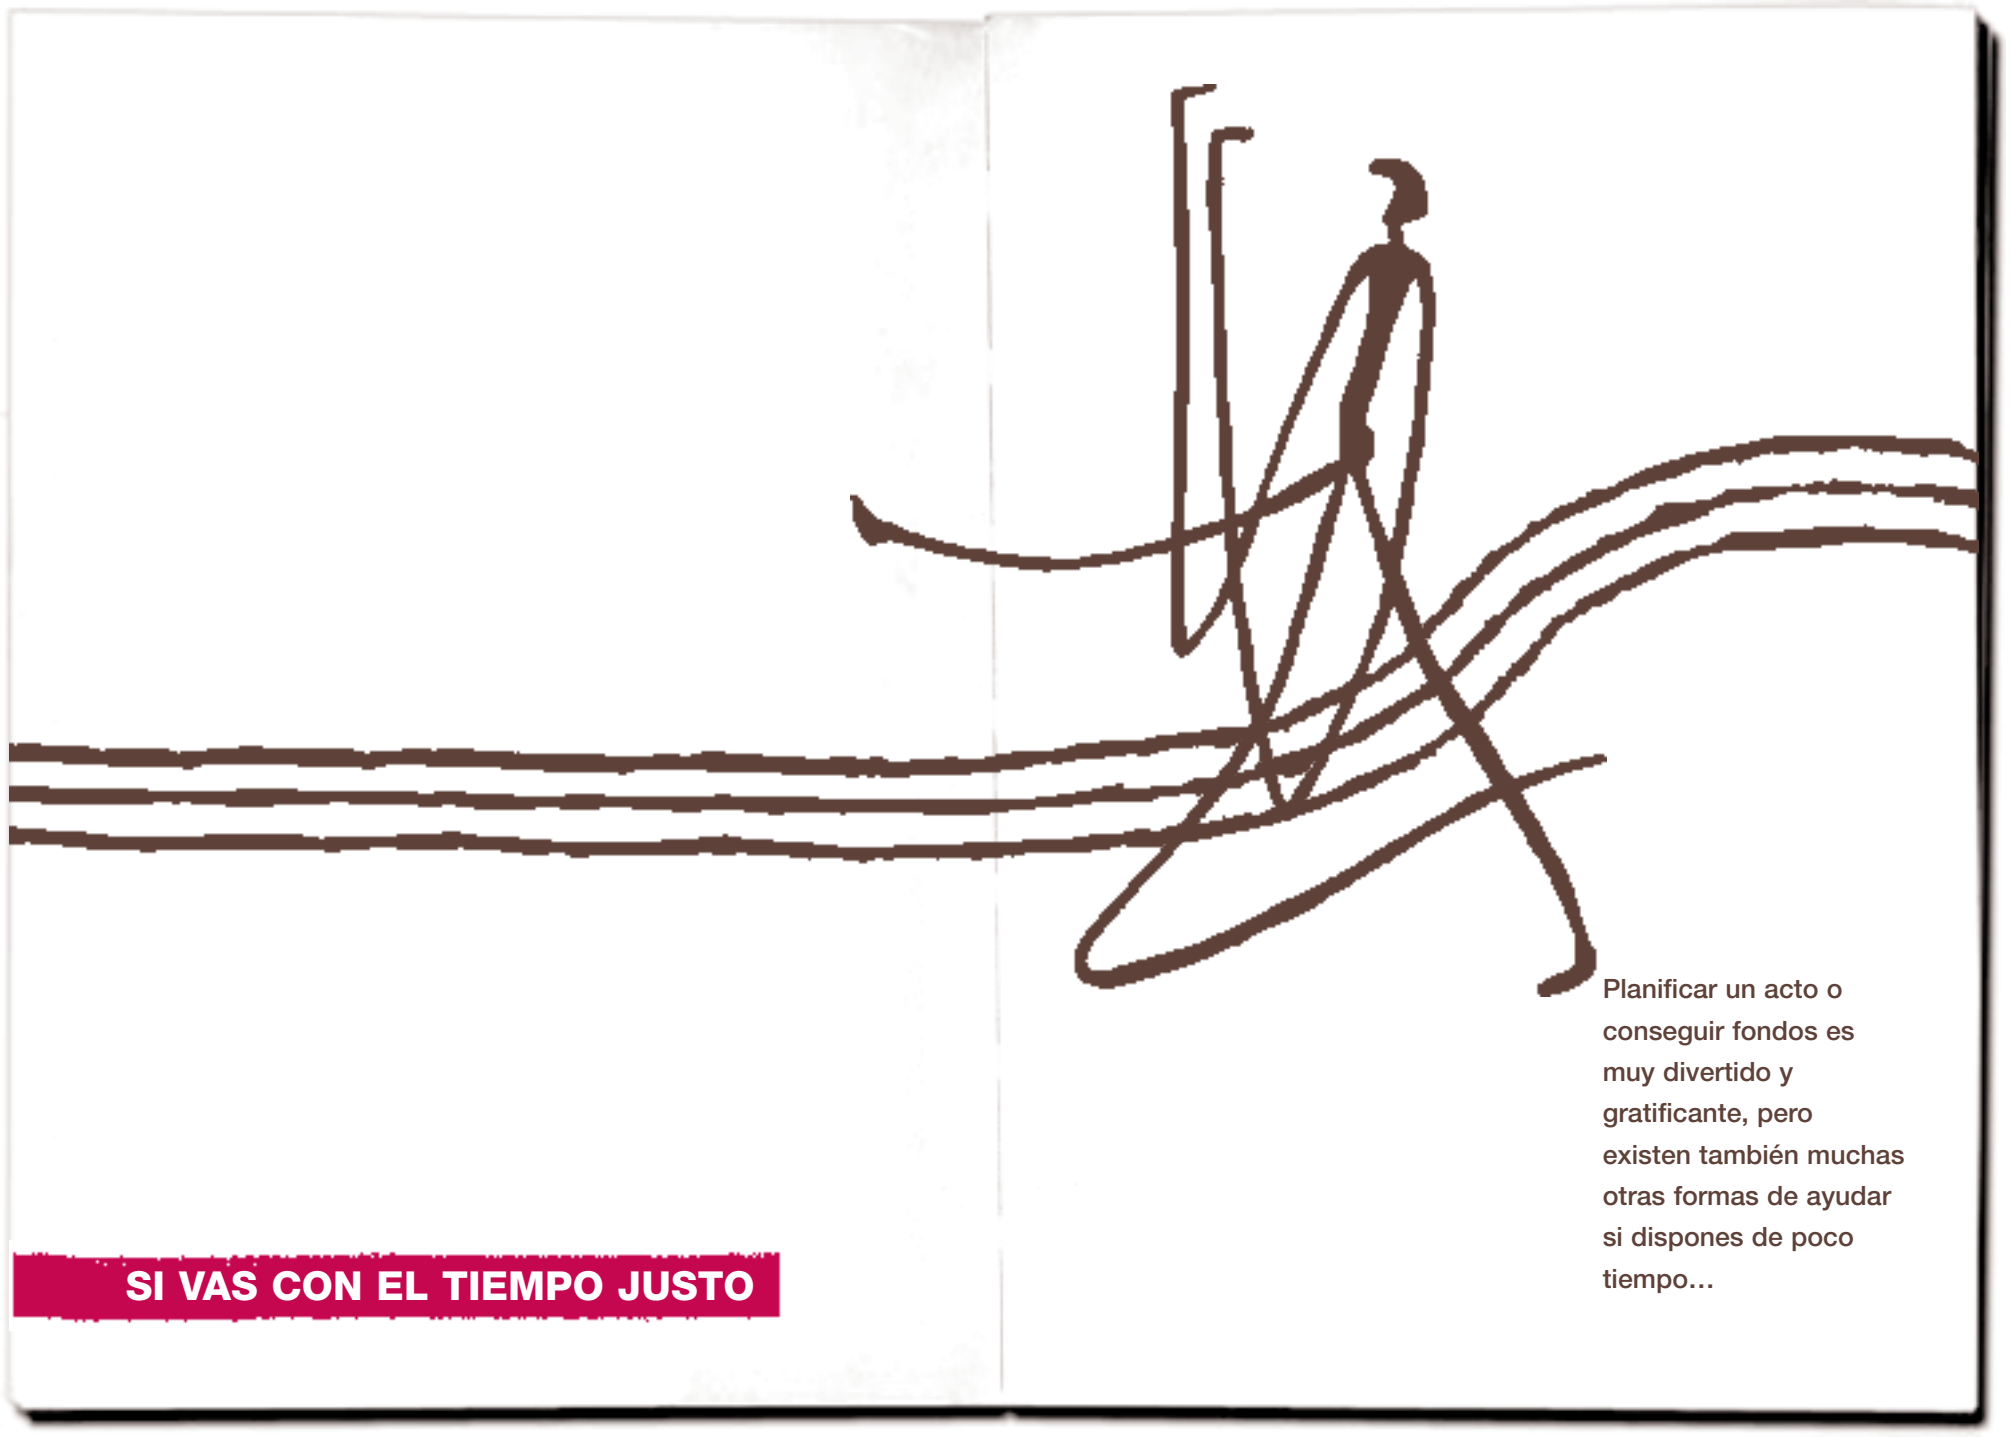 SI VAS CON EL TIEMPO JUSTO
Planificar un acto o
conseguir fondos es
muy divertido y
gratificante, pero
existen también muchas
otras formas de ayudar
si dispones de poco
tiempo…